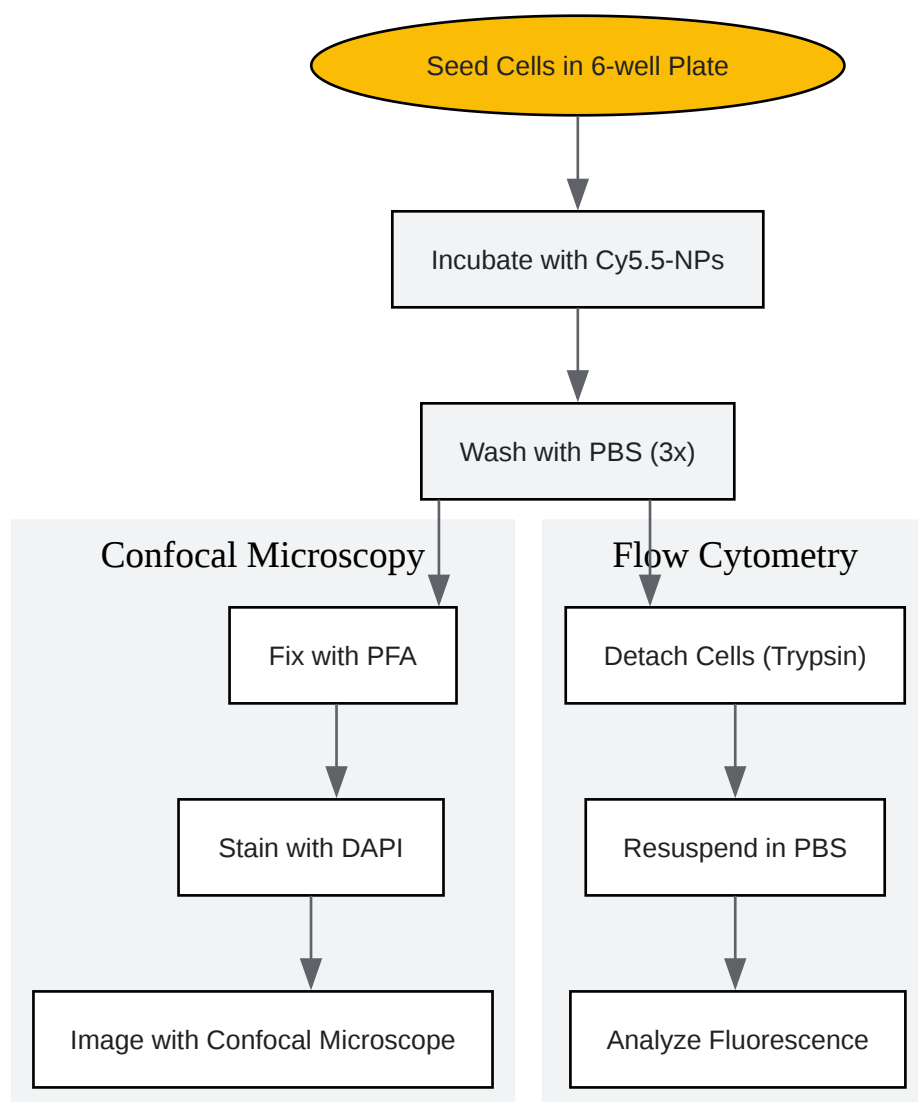 Seed Cells in 6-well Plate
Incubate with Cy5.5-NPs
Wash with PBS (3x)
Confocal Microscopy
Fix with PFA
Stain with DAPI
Image with Confocal Microscope
Flow Cytometry
Detach Cells (Trypsin)
Resuspend in PBS
Analyze Fluorescence